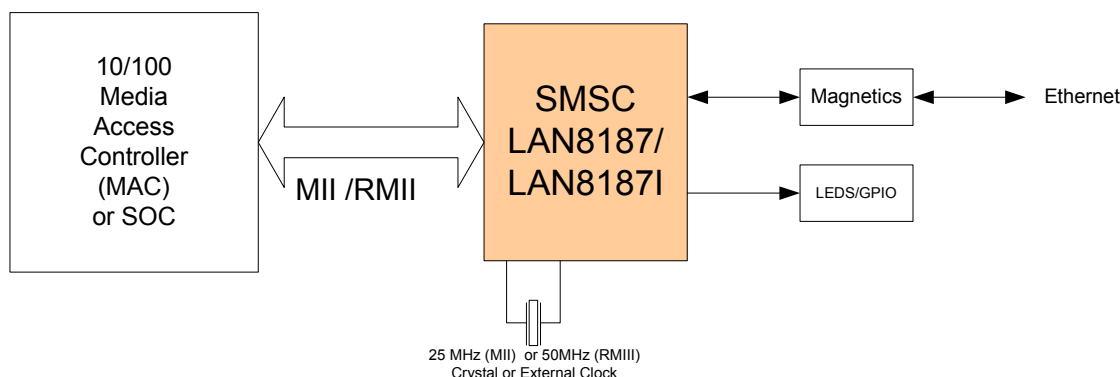 10/100
Media
Access
Controller
(MAC)
or SOC
MII /RMII
SMSC
LAN8187/
LAN8187I
Magnetics
Ethernet
LEDS/GPIO
25 MHz (MII) or 50MHz (RMIII)
Crystal or External Clock